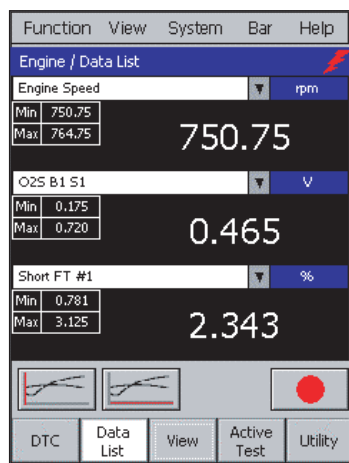 Function View System Bar Help
Engine / Data List
Engine Speed rpm
Min 750.75
Max 764.75
750.75
O2S B1 S1 V
Min 0.175
Max 0.720
0.465
Short FT #1 %
Min 0.781
Max 3.125
2.343
DTC Data List View Active Test Utility